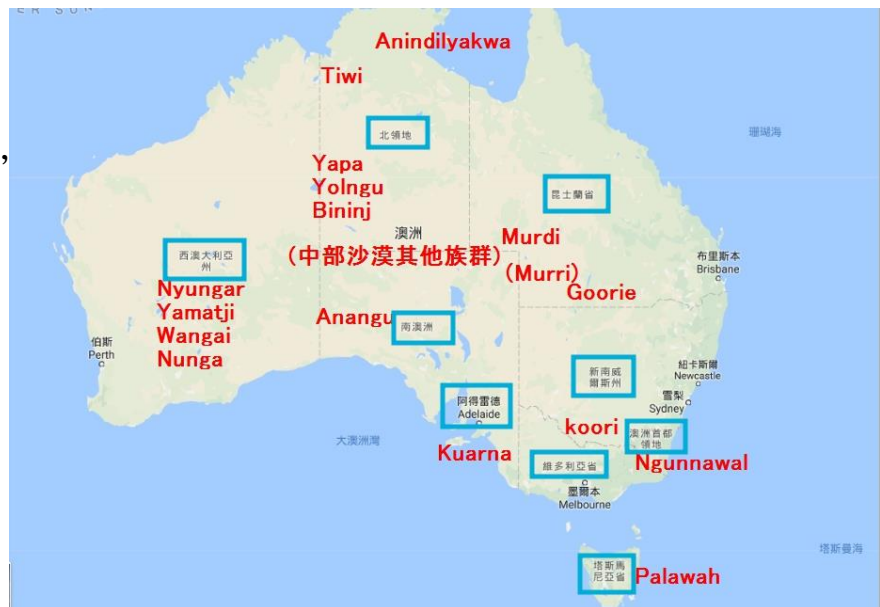 ER SUN
Anindilyakwa
Tiwi
北領地
珊瑚海
,
Yapa
Yolngu
Bininj
昆士蘭省
澳洲
(中部沙漠其他族群)
Murdi
(Murri)
Goorie
布里斯本
Brisbane
西澳大利亞
州
Nyungar
Yamatji
Wangai
Nunga
Anangu
南澳洲
伯斯
Perth
新南威
爾斯州
紐卡斯爾
Newcastle
雪梨
Sydney
阿得雷德
Adelaide
大澳洲灣
Kuarna
koori
澳洲首都
領地
Ngunnawal
維多利亞省
墨爾本
Melbourne
塔斯曼海
塔斯馬
尼亞省
Palawah